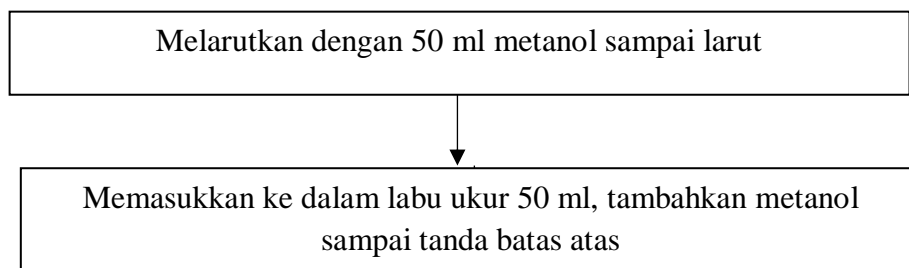 Melarutkan dengan 50 ml metanol sampai larut
Memasukkan ke dalam labu ukur 50 ml, tambahkan metanol
sampai tanda batas atas